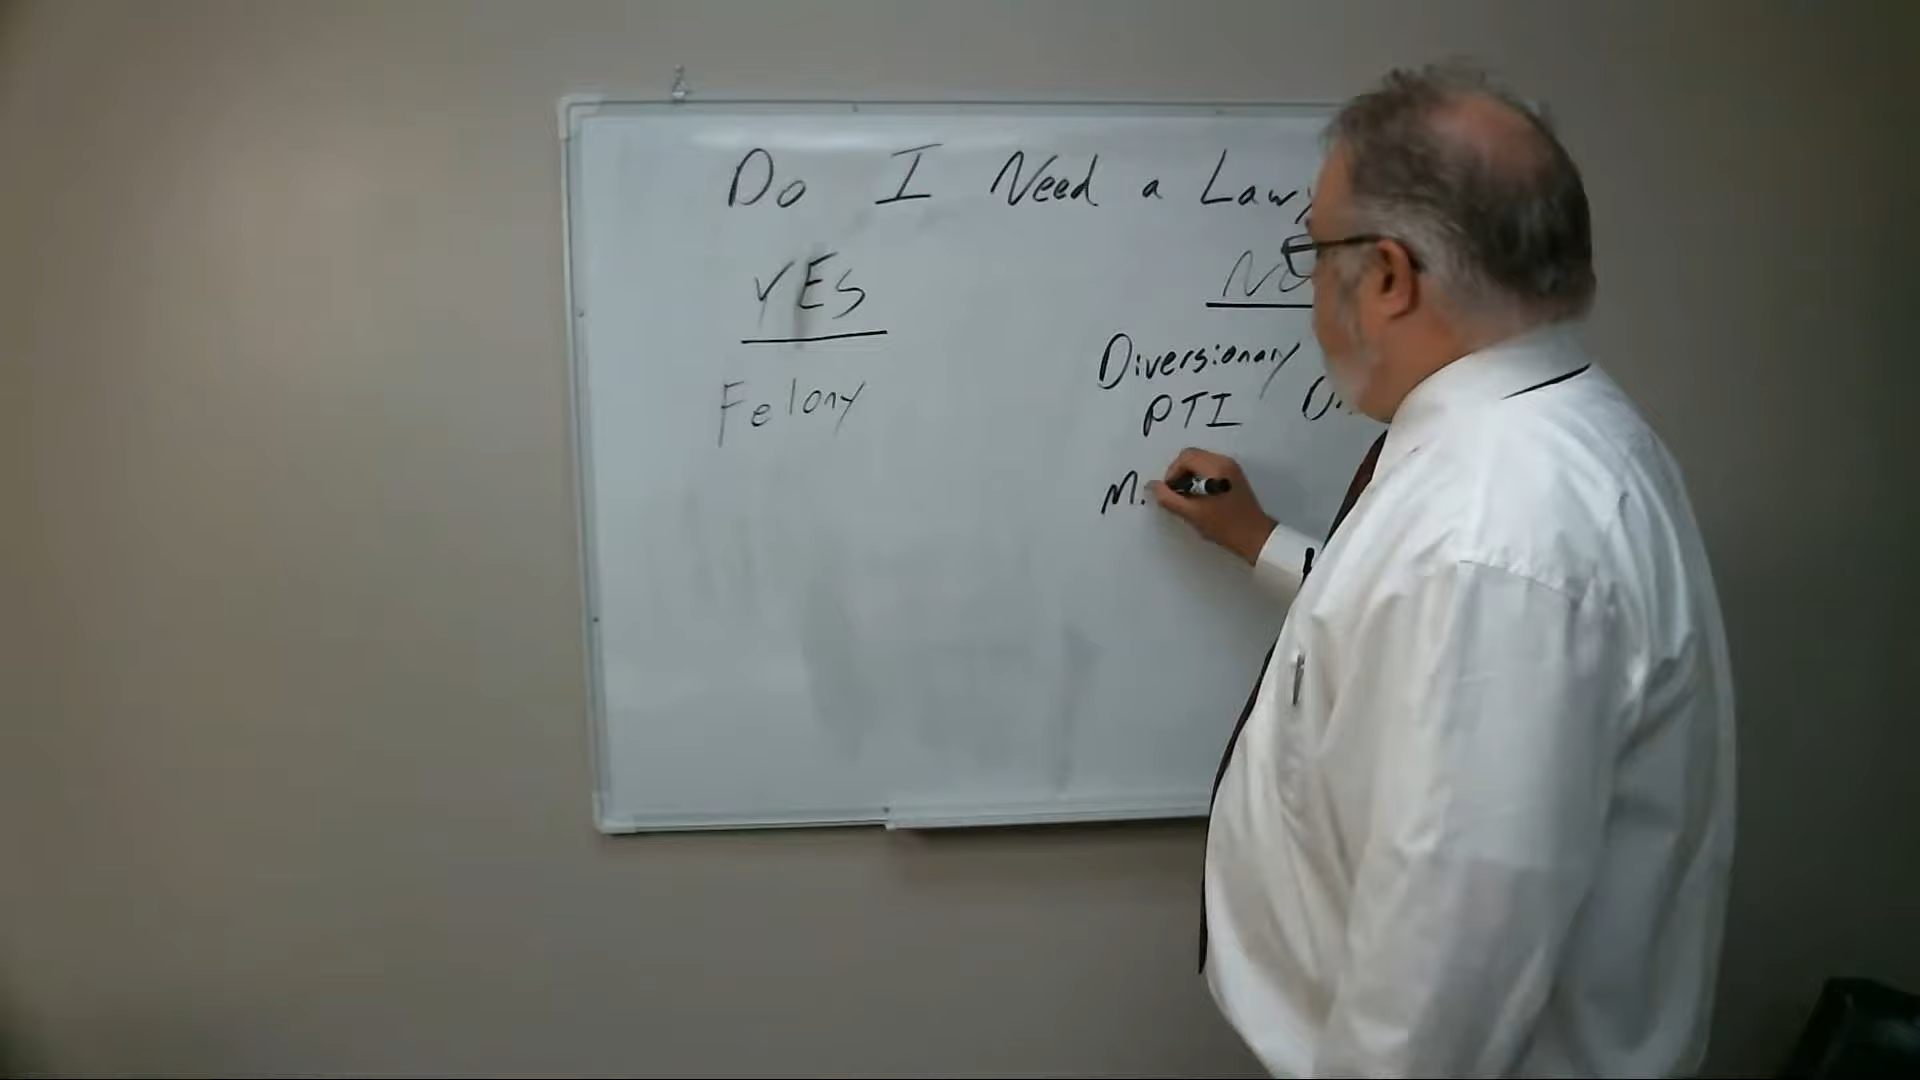 Do I Need a Law
YES NO
Felony Diversionary
PTI
M